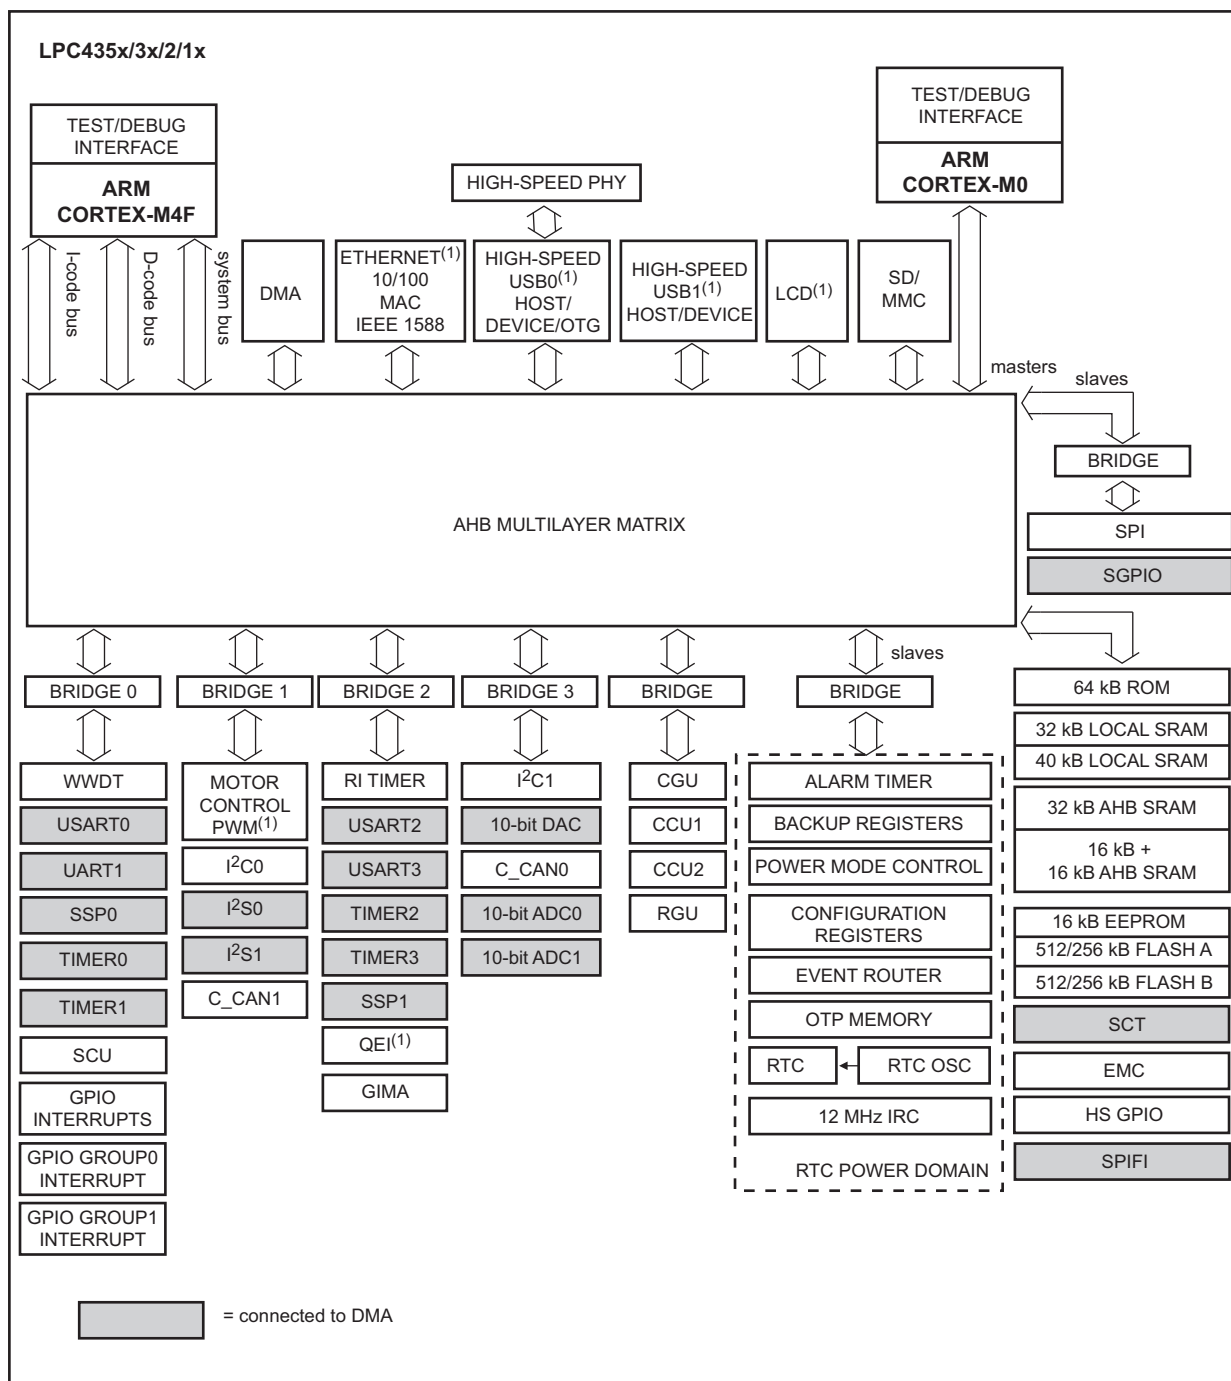 LPC435x/3x/2/1x
TEST/DEBUG
INTERFACE
ARM
CORTEX-M4F
TEST/DEBUG
INTERFACE
ARM
CORTEX-M0
HIGH-SPEED PHY
I-code bus
D-code bus
system bus
DMA
ETHERNET(1)
10/100
MAC
IEEE 1588
HIGH-SPEED
USB0(1)
HOST/
DEVICE/OTG
HIGH-SPEED
USB1(1)
HOST/DEVICE
LCD(1)
SD/
MMC
masters
slaves
BRIDGE
SPI
SGPIO
AHB MULTILAYER MATRIX
slaves
BRIDGE 0
WWDT
USART0
UART1
SSP0
TIMER0
TIMER1
SCU
GPIO
INTERRUPTS
GPIO GROUP0
INTERRUPT
GPIO GROUP1
INTERRUPT
BRIDGE 1
MOTOR
CONTROL
PWM(1)
I2C0
I2S0
I2S1
C_CAN1
BRIDGE 2
RI TIMER
USART2
USART3
TIMER2
TIMER3
SSP1
QEI(1)
GIMA
BRIDGE 3
I2C1
10-bit DAC
C_CAN0
10-bit ADC0
10-bit ADC1
BRIDGE
CGU
CCU1
CCU2
RGU
BRIDGE
ALARM TIMER
BACKUP REGISTERS
POWER MODE CONTROL
CONFIGURATION
REGISTERS
EVENT ROUTER
OTP MEMORY
RTC
RTC OSC
12 MHz IRC
RTC POWER DOMAIN
64 kB ROM
32 kB LOCAL SRAM
40 kB LOCAL SRAM
32 kB AHB SRAM
16 kB +
16 kB AHB SRAM
16 kB EEPROM
512/256 kB FLASH A
512/256 kB FLASH B
SCT
EMC
HS GPIO
SPIFI
= connected to DMA